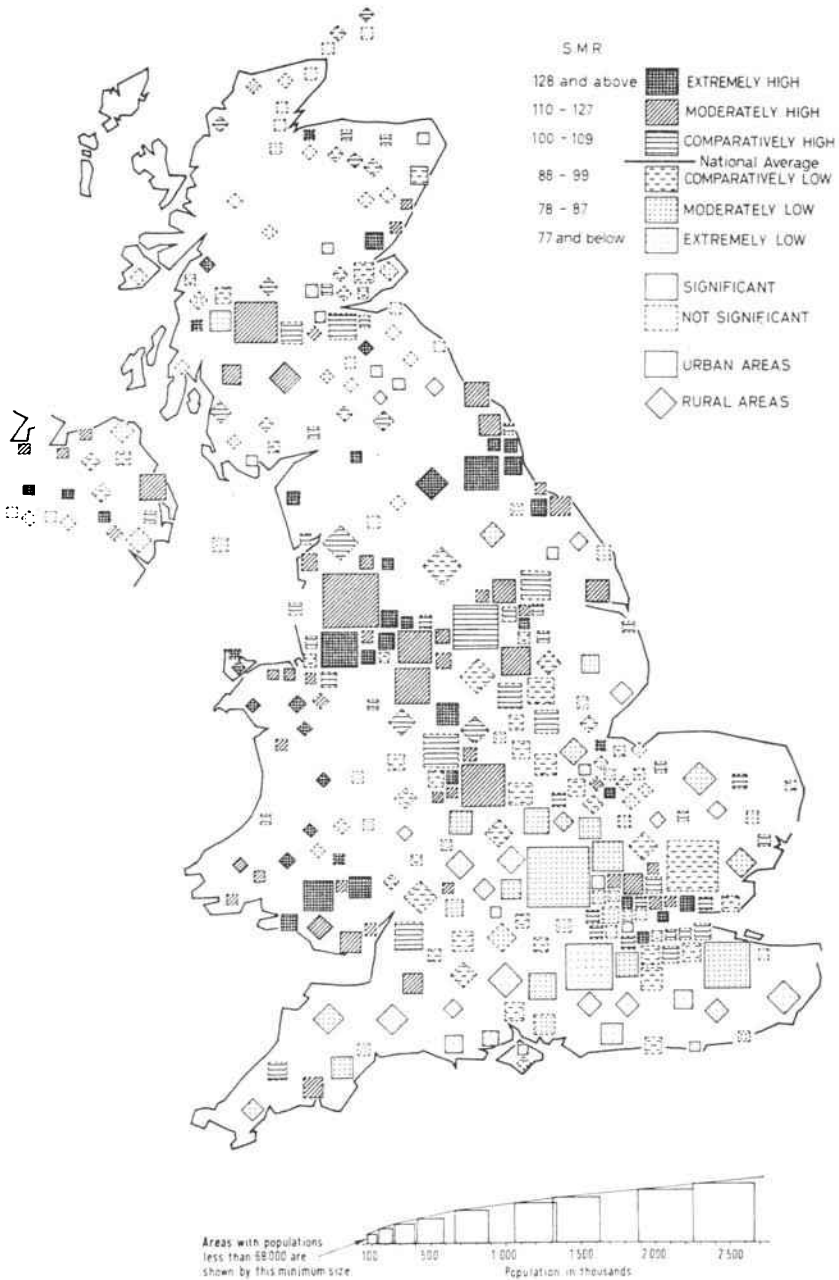 S.M.R
128 and above EXTREMELY HIGH
110 - 127 MODERATELY HIGH
100 - 109 COMPARATIVELY HIGH
National Average
88 - 99 COMPARATIVELY LOW
78 - 87 MODERATELY LOW
77 and below EXTREMELY LOW
SIGNIFICANT
NOT SIGNIFICANT
URBAN AREAS
RURAL AREAS
Areas with populations
less than 68000 are
shown by this minimum size
100 500 1 000 1 500 2 000 2 500
Population in thousands